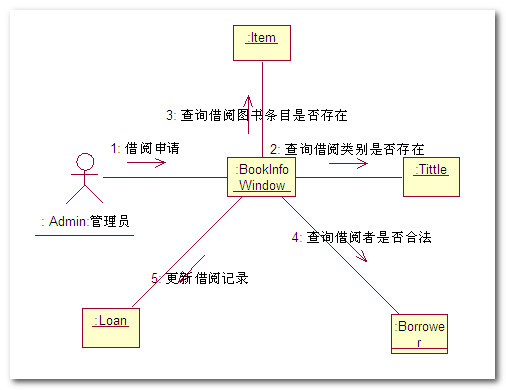 :Item
3: 查询借阅图书条目是否存在
1: 借阅申请
2: 查询借阅类别是否存在
:BookInfo
Window
:Tittle
: Admin:管理员
4: 查询借阅者是否合法
5: 更新借阅记录
:Loan
:Borrowe
r